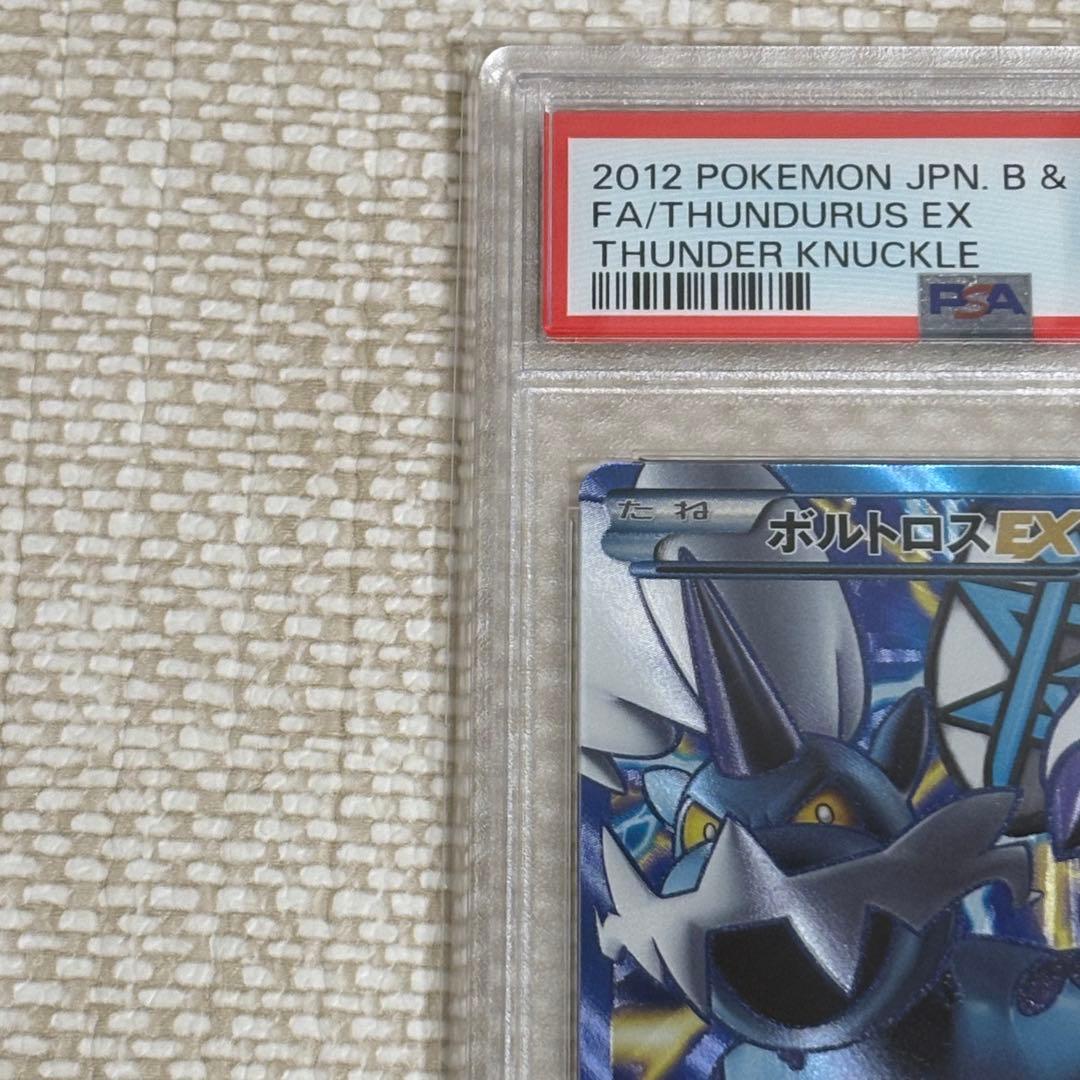 2012 POKEMON JPN. B &
FA/THUNDURUS EX
THUNDER KNUCKLE
PSA
たね
ボルトロスEX